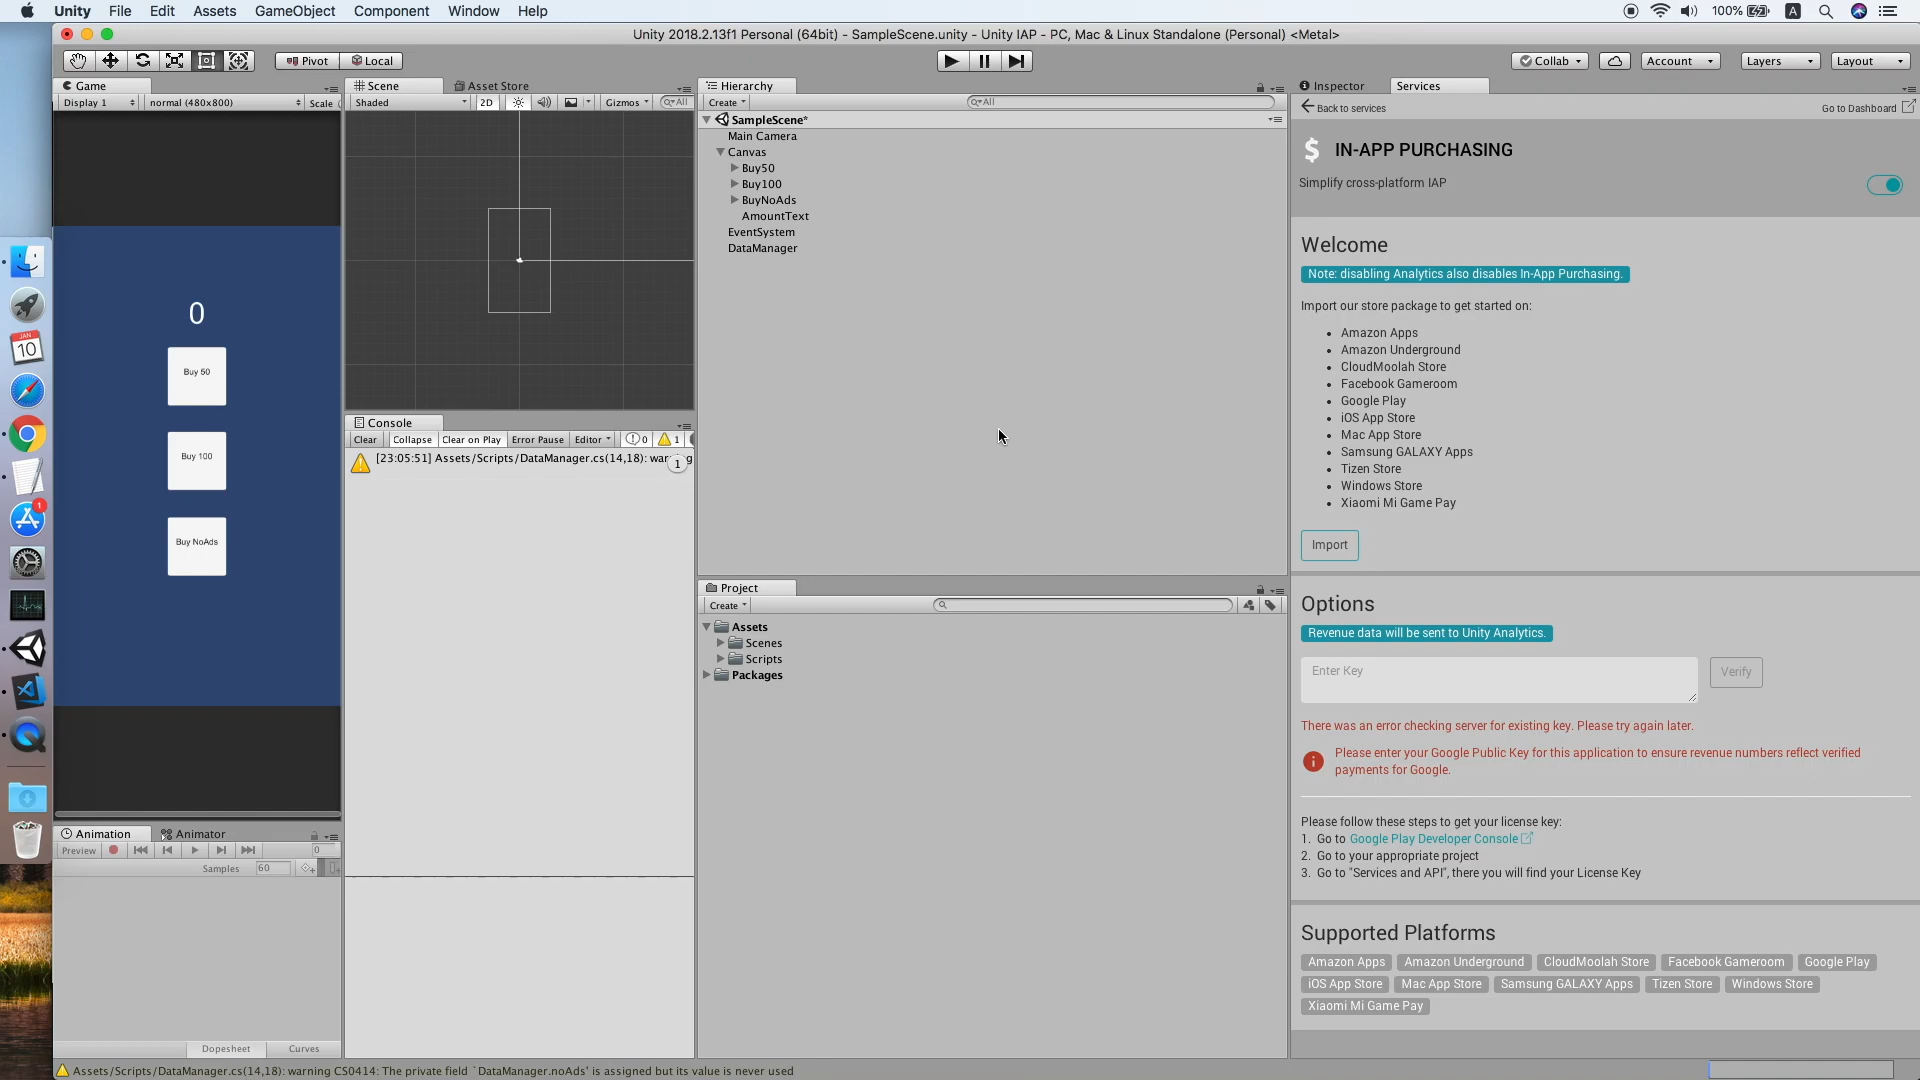 Unity File Edit Assets GameObject Component Window Help
100% A
Unity 2018.2.13f1 Personal (64bit) - SampleScene.unity - Unity IAP - PC, Mac & Linux Standalone (Personal) <Metal>
Pivot Local
Collab Account Layers Layout
Game
Display 1 normal (480x800) Scale
0
Buy 50
Buy 100
Buy NoAds
Scene Asset Store
Shaded 2D Gizmos All
Console
Clear Collapse Clear on Play Error Pause Editor 0 1
[23:05:51] Assets/Scripts/DataManager.cs(14,18): warning
1
Hierarchy
Create All
SampleScene*
Main Camera
Canvas
Buy50
Buy100
BuyNoAds
AmountText
EventSystem
DataManager
Project
Create
Assets
Scenes
Scripts
Packages
Inspector Services
Back to services Go to Dashboard
$ IN-APP PURCHASING
Simplify cross-platform IAP
Welcome
Note: disabling Analytics also disables In-App Purchasing.
Import our store package to get started on:
• Amazon Apps
• Amazon Underground
• CloudMoolah Store
• Facebook Gameroom
• Google Play
• iOS App Store
• Mac App Store
• Samsung GALAXY Apps
• Tizen Store
• Windows Store
• Xiaomi Mi Game Pay
Import
Options
Revenue data will be sent to Unity Analytics.
Enter Key Verify
There was an error checking server for existing key. Please try again later.
Please enter your Google Public Key for this application to ensure revenue numbers reflect verified
payments for Google.
Please follow these steps to get your license key:
1. Go to Google Play Developer Console
2. Go to your appropriate project
3. Go to "Services and API", there you will find your License Key
Supported Platforms
Amazon Apps Amazon Underground CloudMoolah Store Facebook Gameroom Google Play
iOS App Store Mac App Store Samsung GALAXY Apps Tizen Store Windows Store
Xiaomi Mi Game Pay
JAN
10
1
Animation Animator
Preview 0
Samples 60
Dopesheet Curves
Assets/Scripts/DataManager.cs(14,18): warning CS0414: The private field `DataManager.noAds' is assigned but its value is never used